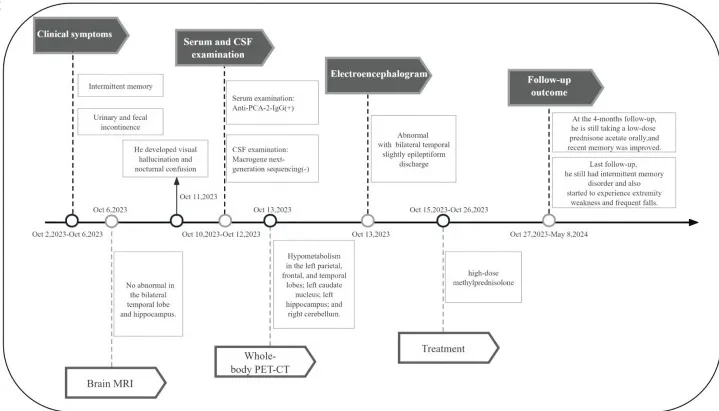 Clinical symptoms
Intermittent memory
Urinary and fecal
incontinence
He developed visual
hallucination and
nocturnal confusion
Serum and CSF
examination
Serum examination:
Anti-PCA-2-IgG(+)
CSF examination:
Macrogene next-
generation sequencing(-)
Electroencephalogram
Abnormal
with bilateral temporal
slightly epileptiform
discharge
Follow-up
outcome
At the 4-months follow-up,
he is still taking a low-dose
prednisone acetate orally,and
recent memory was improved.
Last follow-up,
he still had intermittent memory
disorder and also
started to experience extremity
weakness and frequent falls.
Oct 11,2023
Oct 6,2023
Oct 13,2023
Oct 15,2023-Oct 26,2023
Oct 2,2023-Oct 6,2023
Oct 10,2023-Oct 12,2023
Oct 13,2023
Oct 27,2023-May 8,2024
No abnormal in
the bilateral
temporal lobe
and hippocampus.
Hypometabolism
in the left parietal,
frontal, and temporal
lobes; left caudate
nucleus; left
hippocampus; and
right cerebellum.
high-dose
methylprednisolone
Brain MRI
Whole-
body PET-CT
Treatment